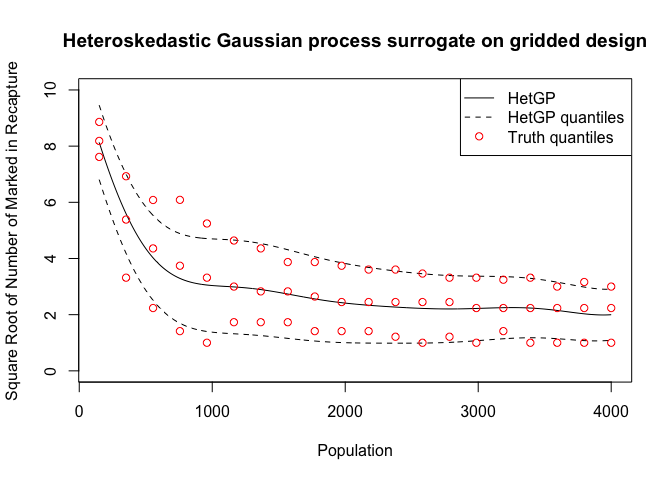 Heteroskedastic Gaussian process surrogate on gridded design
Square Root of Number of Marked in Recapture
10
8
6
4
2
0
HetGP
HetGP quantiles
Truth quantiles
0 1000 2000 3000 4000
Population